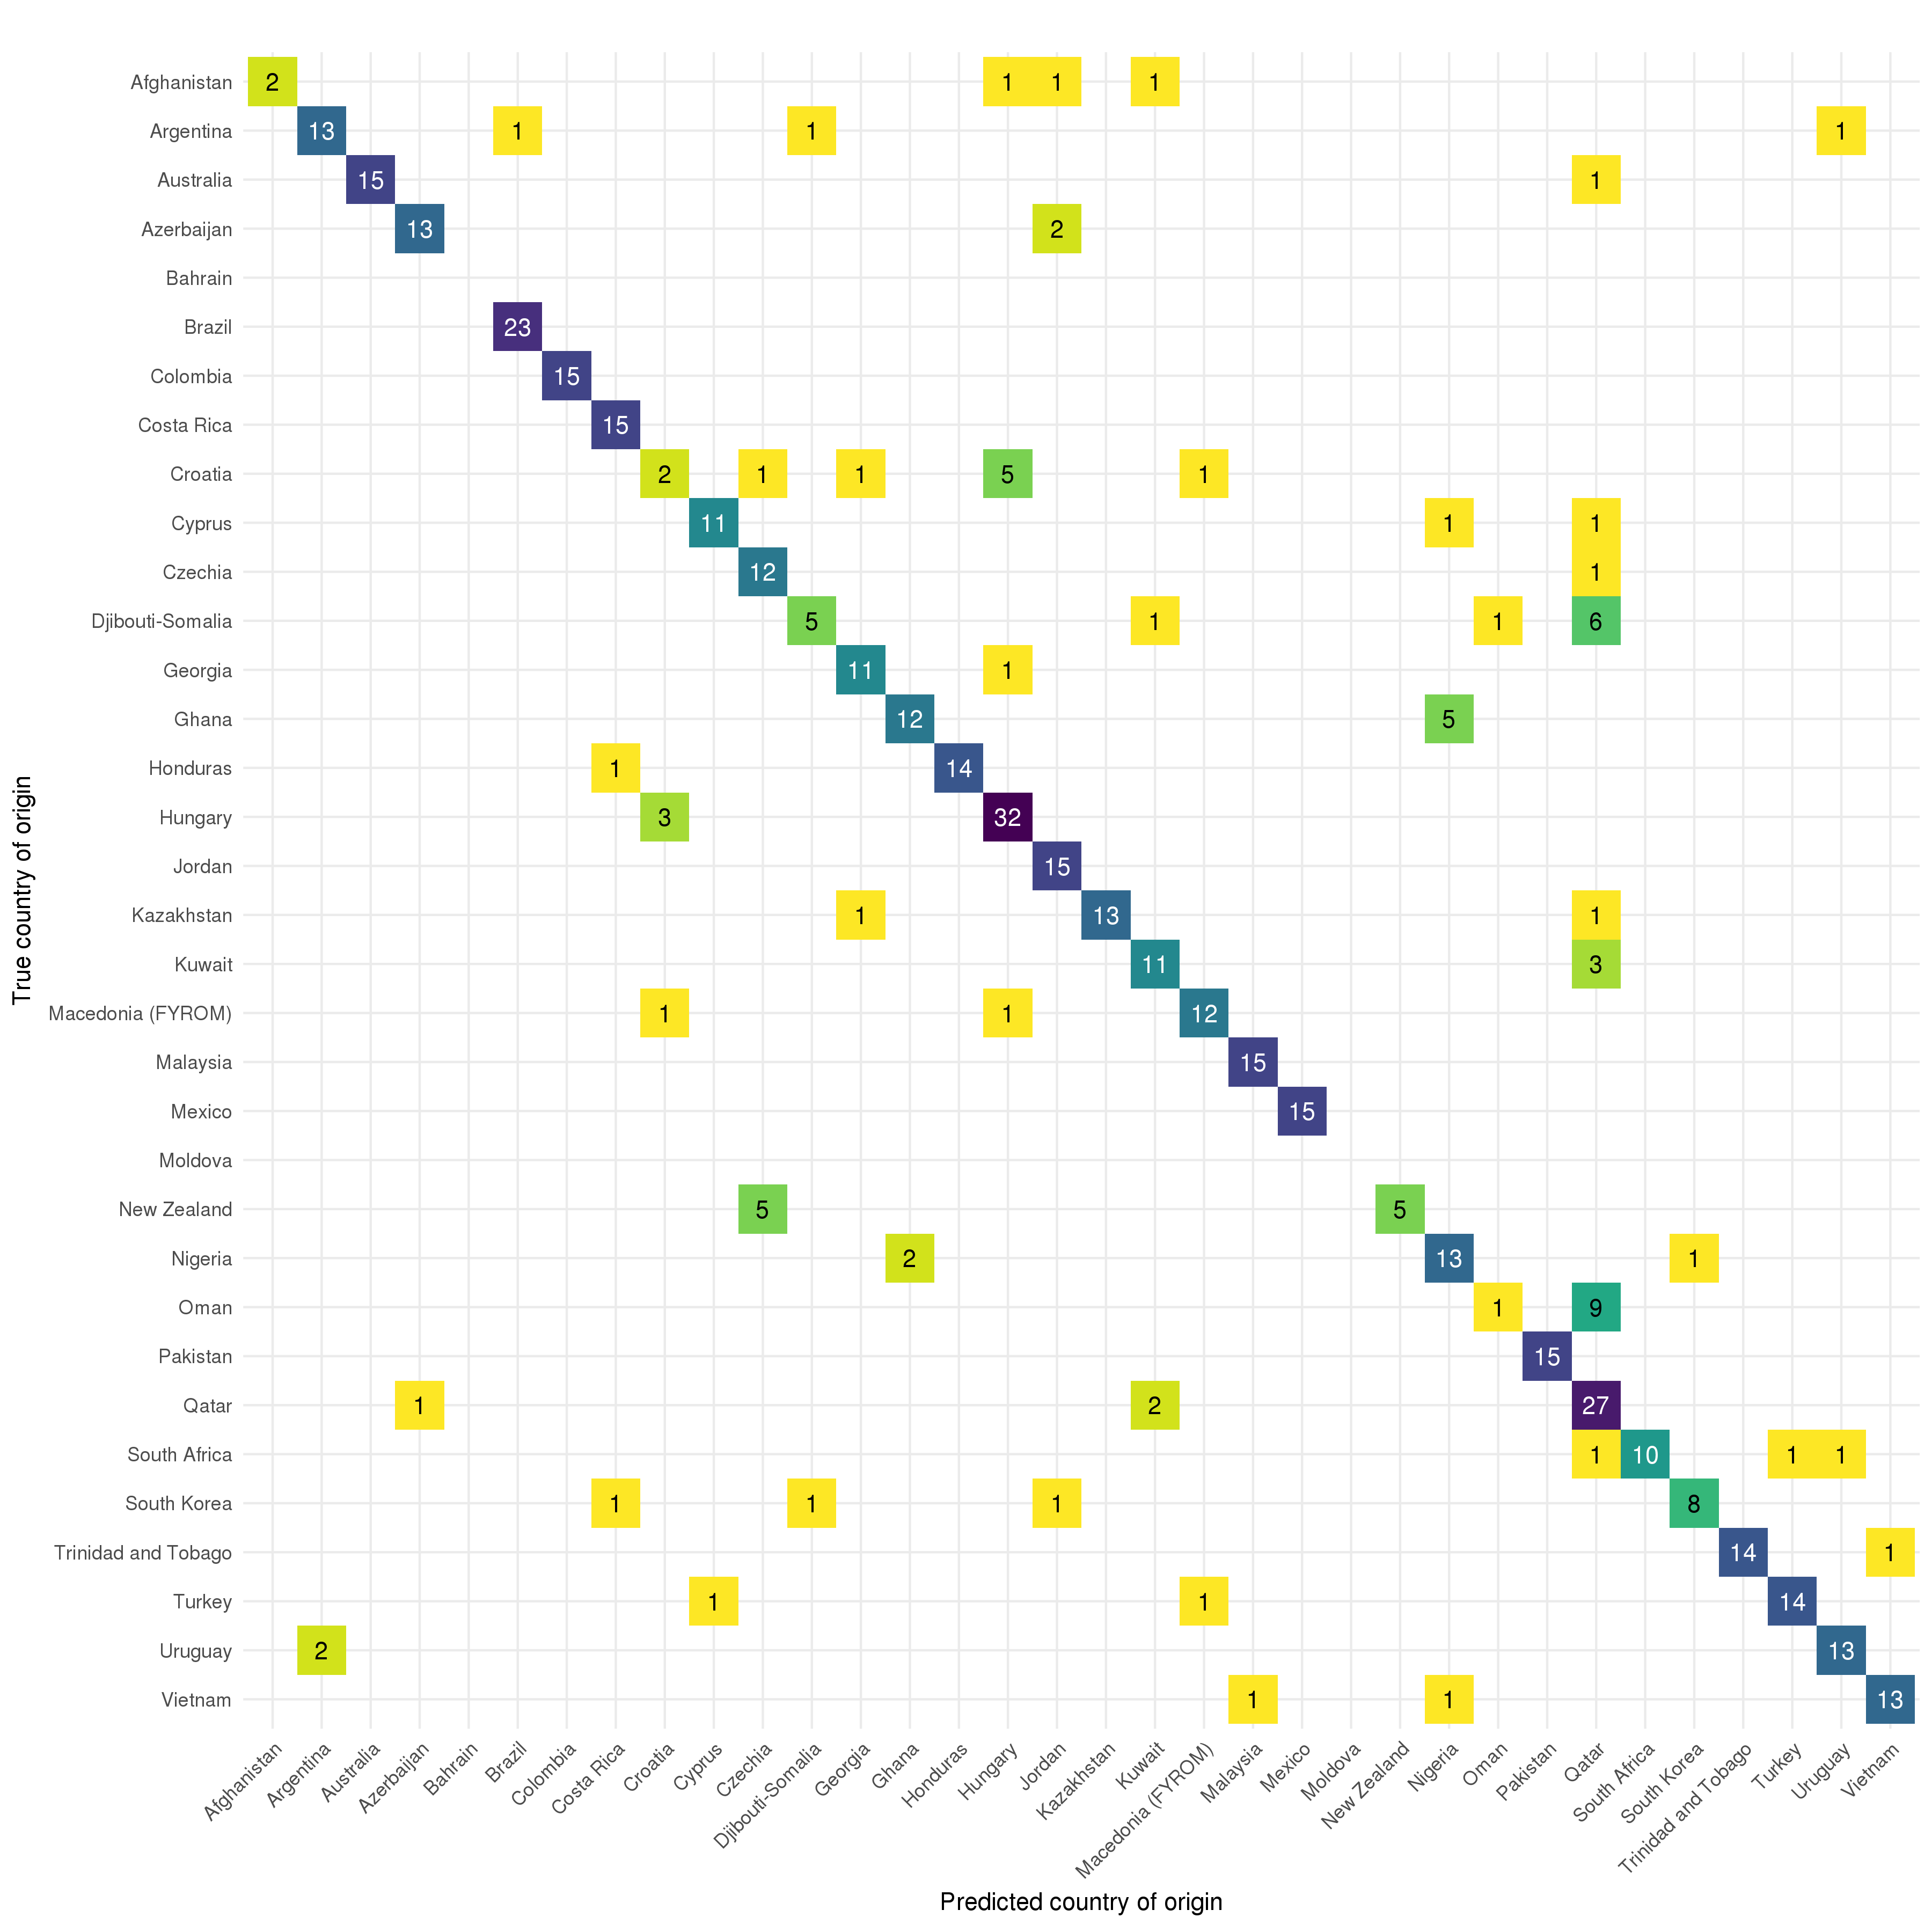 Afghanistan 2 1 1 1
Argentina 13 1 1 1
Australia 15 1
Azerbaijan 13 2
Bahrain
Brazil 23
Colombia 15
Costa Rica 15
Croatia 2 1 1 5 1
Cyprus 11 1 1
Czechia 12 1
Djibouti-Somalia 5 1 1 6
Georgia 11 1
Ghana 12 5
Honduras 1 14
Hungary 3 32
Jordan 15
Kazakhstan 1 13 1
Kuwait 11 3
Macedonia (FYROM) 1 1 12
Malaysia 15
Mexico 15
Moldova
New Zealand 5 5
Nigeria 2 13 1
Oman 1 9
Pakistan 15
Qatar 1 2 27
South Africa 1 10 1 1
South Korea 1 1 1 8
Trinidad and Tobago 14 1
Turkey 1 1 14
Uruguay 2 13
Vietnam 1 1 13
True country of origin
Afghanistan
Argentina
Australia
Azerbaijan
Bahrain
Brazil
Colombia
Costa Rica
Croatia
Cyprus
Czechia
Djibouti-Somalia
Georgia
Ghana
Honduras
Hungary
Jordan
Kazakhstan
Kuwait
Macedonia (FYROM)
Malaysia
Mexico
Moldova
New Zealand
Nigeria
Oman
Pakistan
Qatar
South Africa
South Korea
Trinidad and Tobago
Turkey
Uruguay
Vietnam
Predicted country of origin